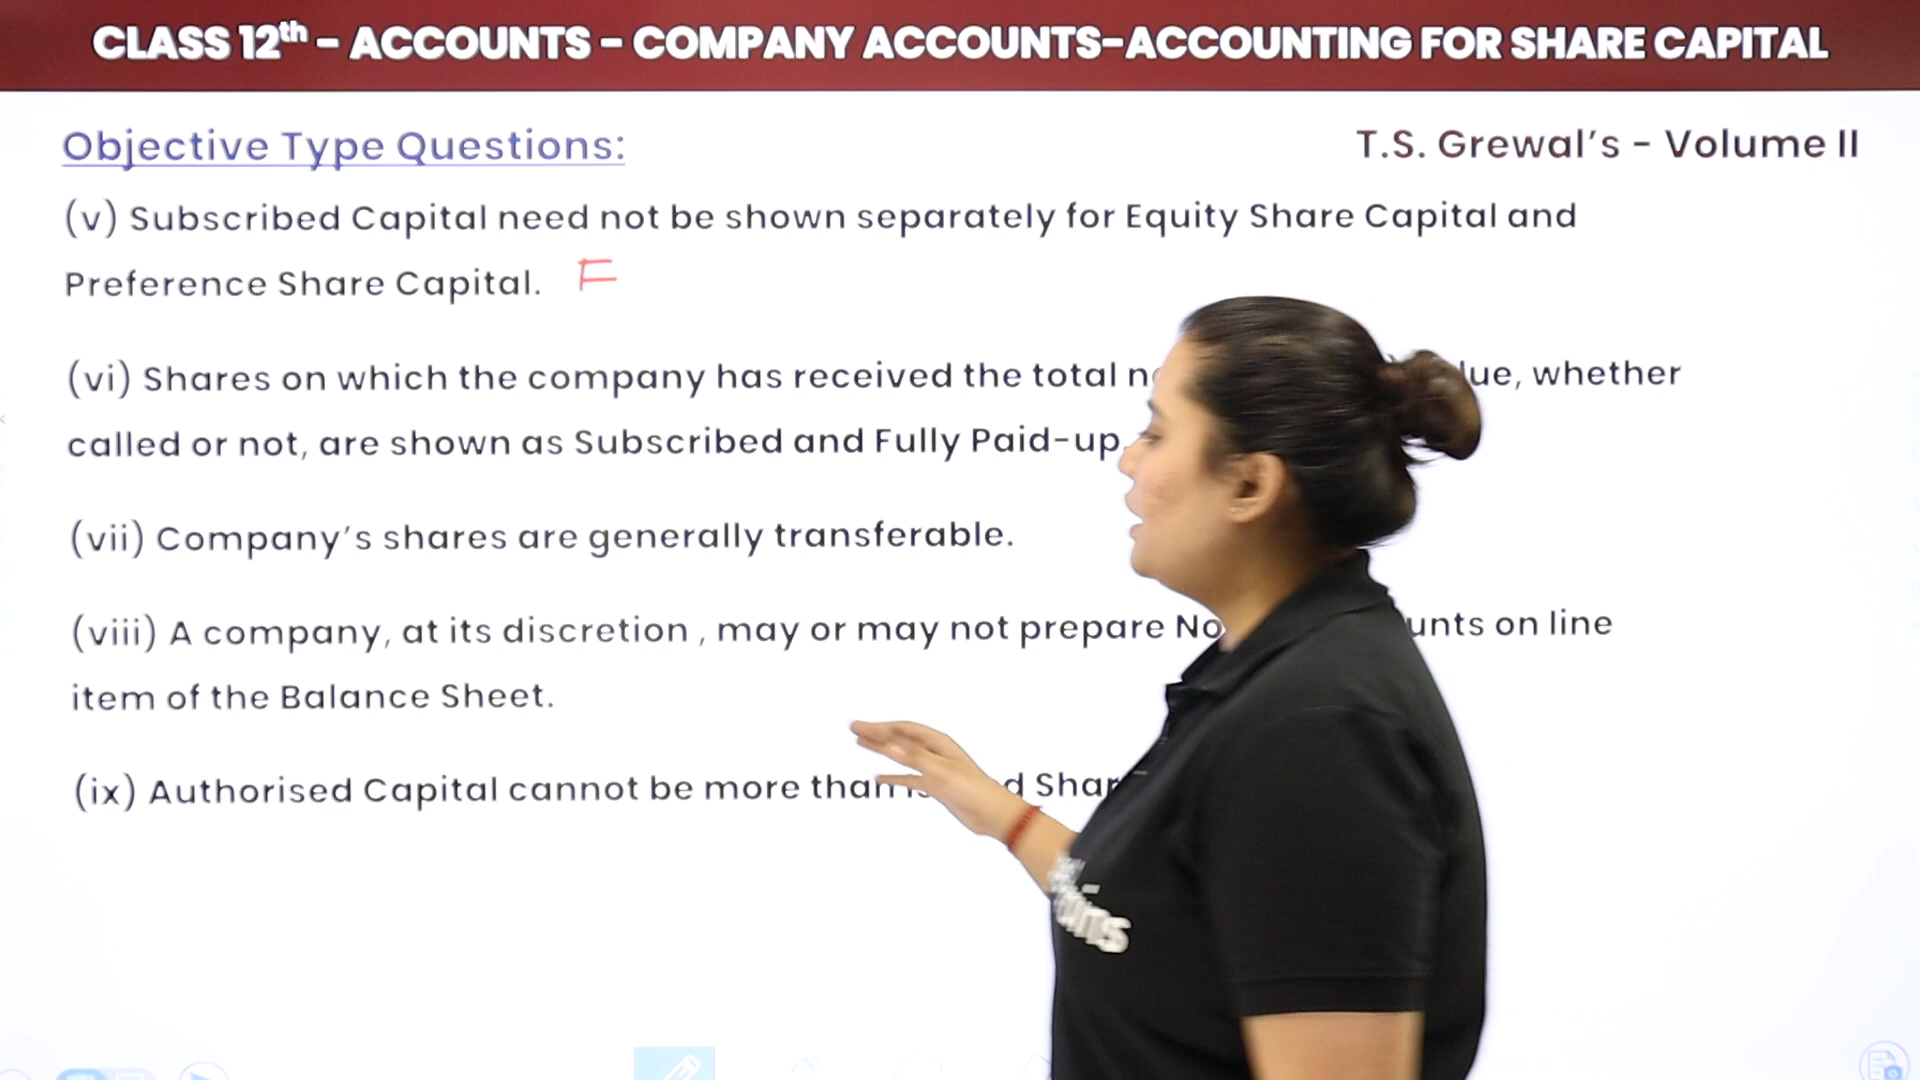 CLASS 12th - ACCOUNTS - COMPANY ACCOUNTS-ACCOUNTING FOR SHARE CAPITAL
Objective Type Questions:
T.S. Grewal's - Volume II
(v) Subscribed Capital need not be shown separately for Equity Share Capital and
Preference Share Capital. F
(vi) Shares on which the company has received the total whether
called or not, are shown as Subscribed and Fully Paid-up.
(vii) Company's shares are generally transferable.
(viii) A company, at its discretion , may or may not prepare on line
item of the Balance Sheet.
(ix) Authorised Capital cannot be more than